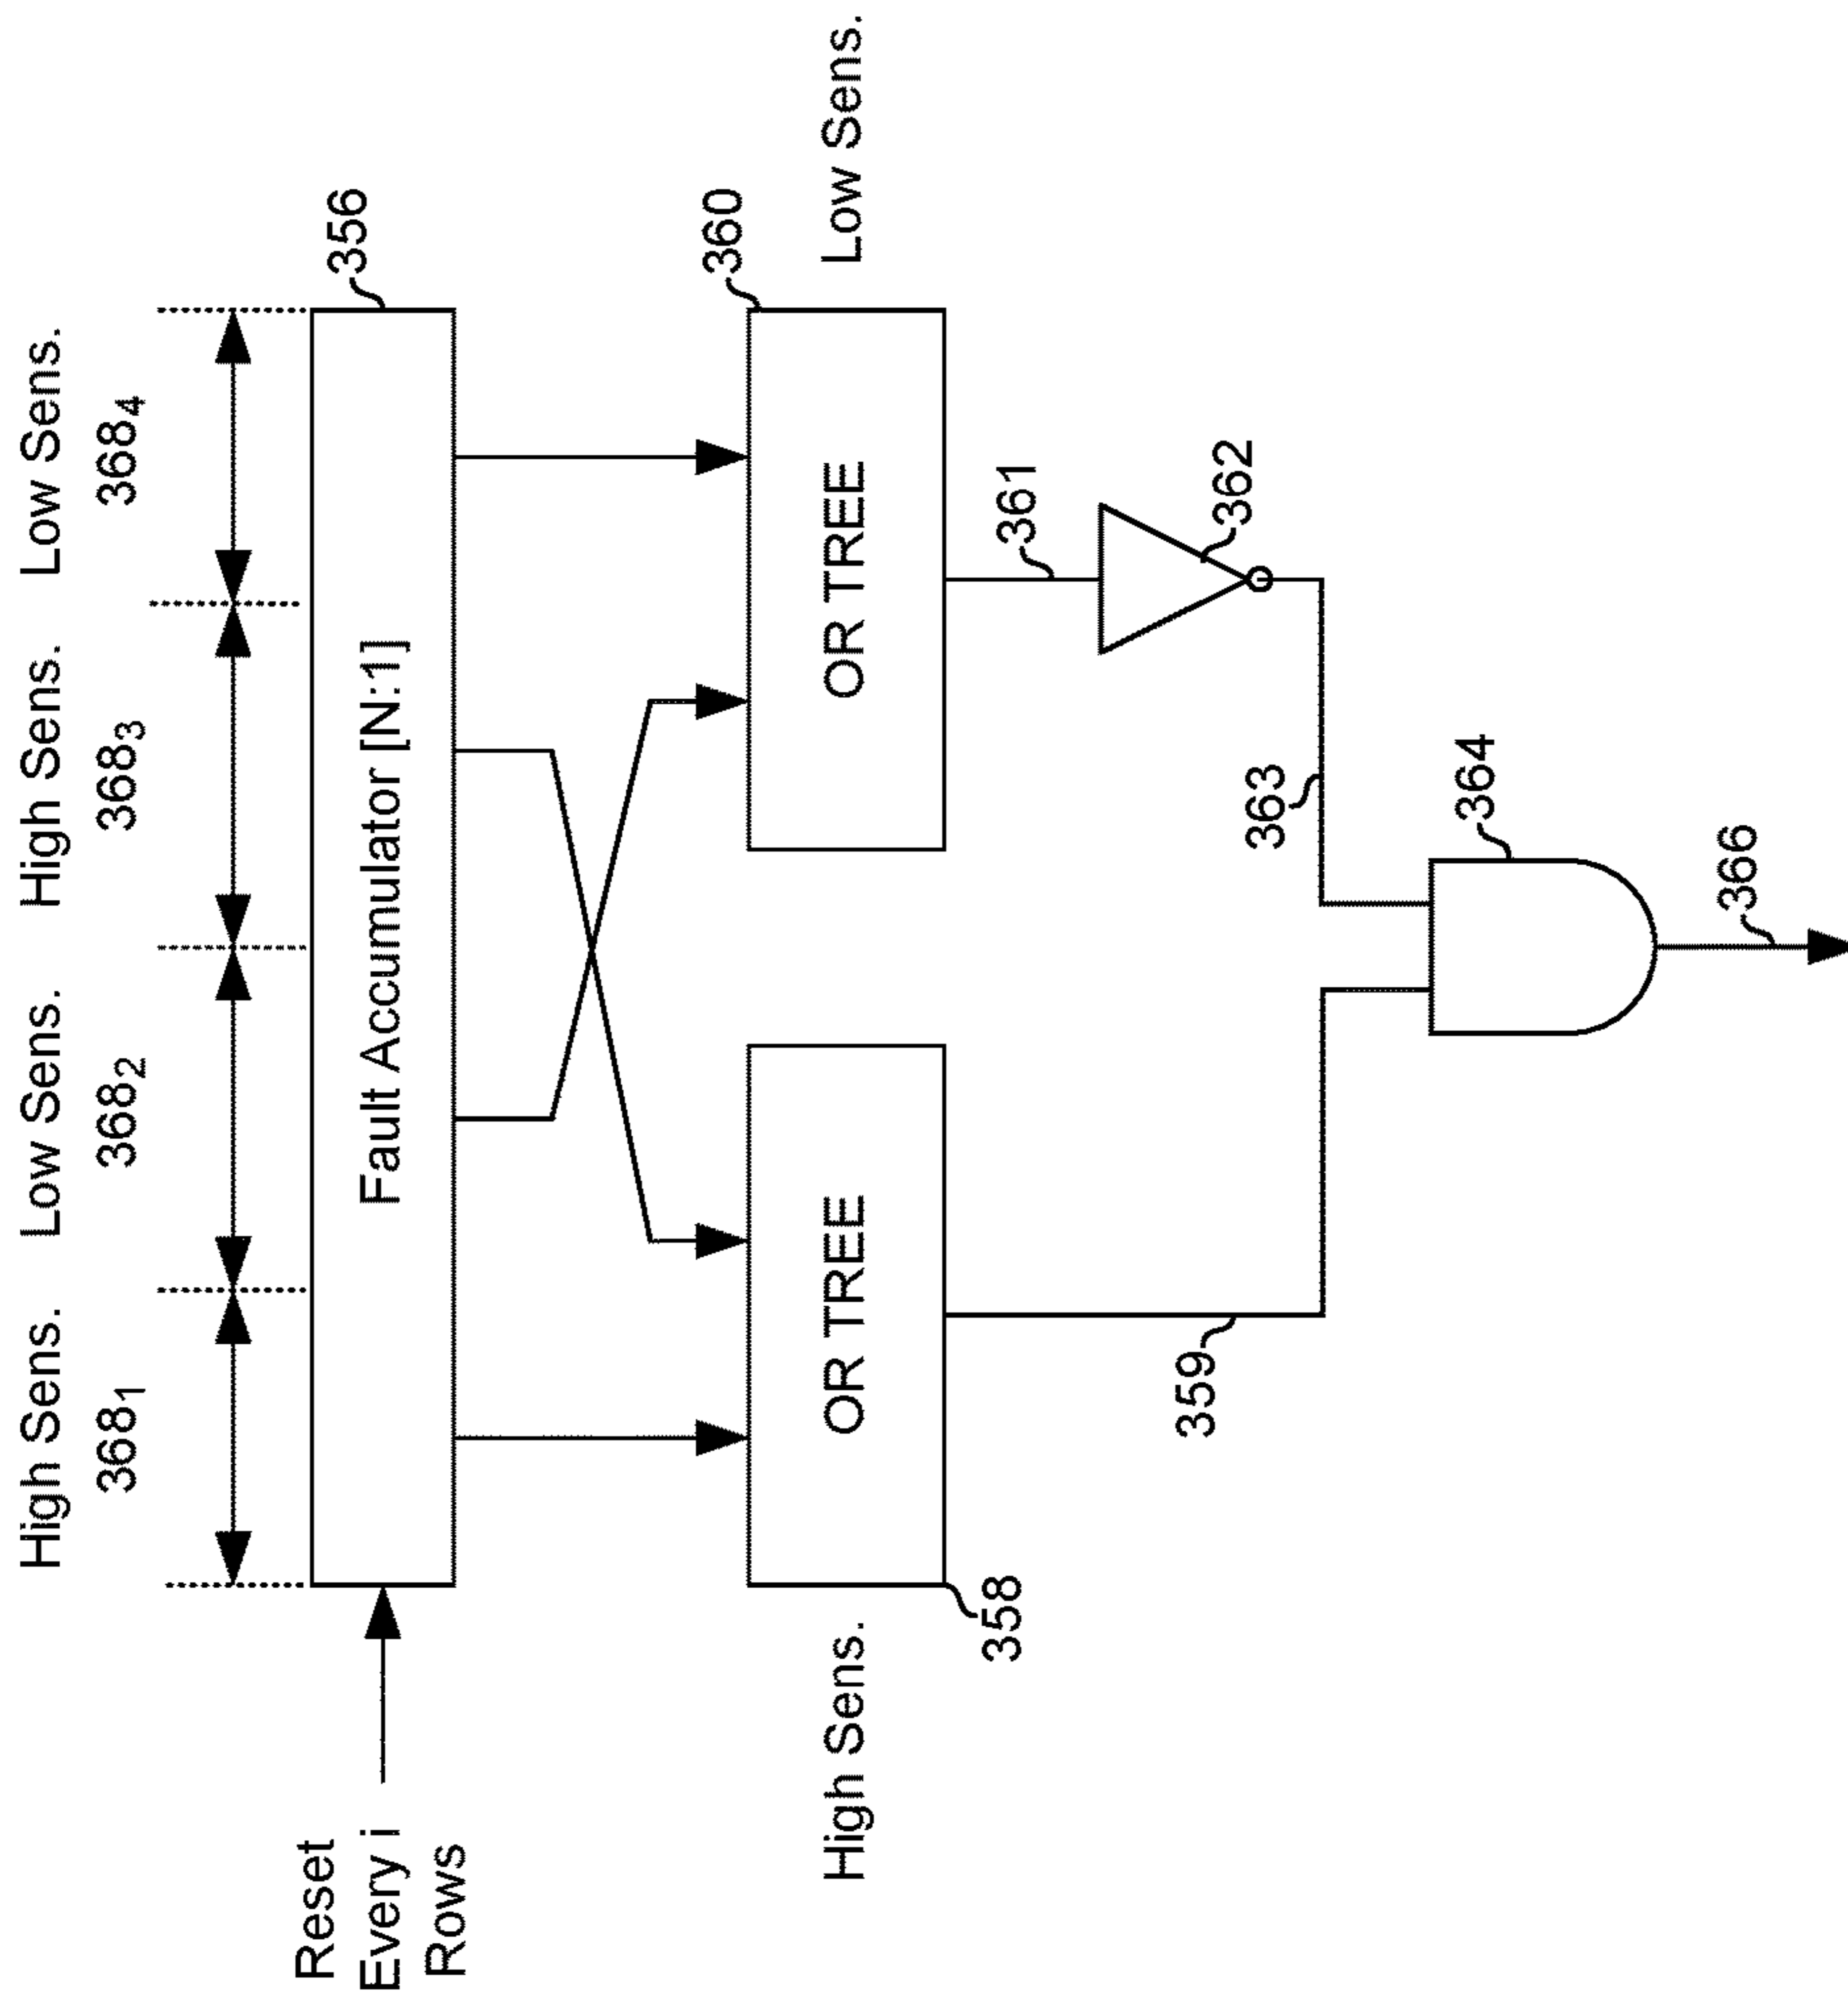 High Sens. Low Sens. High Sens. Low Sens.
368₁ 368₂ 368₃ 368₄
Reset
Every i
Rows
Fault Accumulator [N:1]
356
360
High Sens.
OR TREE
OR TREE
Low Sens.
358
361
359
362
363
364
366